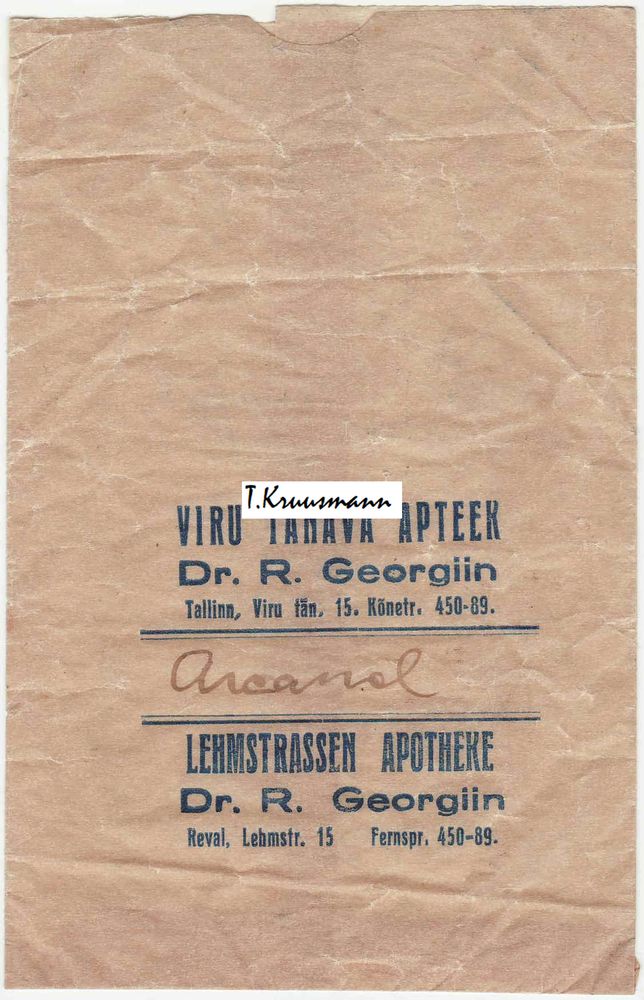 T.Kruusmann
VIRU TÄNAVA APTEEK
Dr. R. Georgiin
Tallinn, Viru tän. 15. Kõnetr. 450-89.
Arcanol
LEHMSTRASSEN APOTHEKE
Dr. R. Georgiin
Reval, Lehmstr. 15 Fernspr. 450-89.